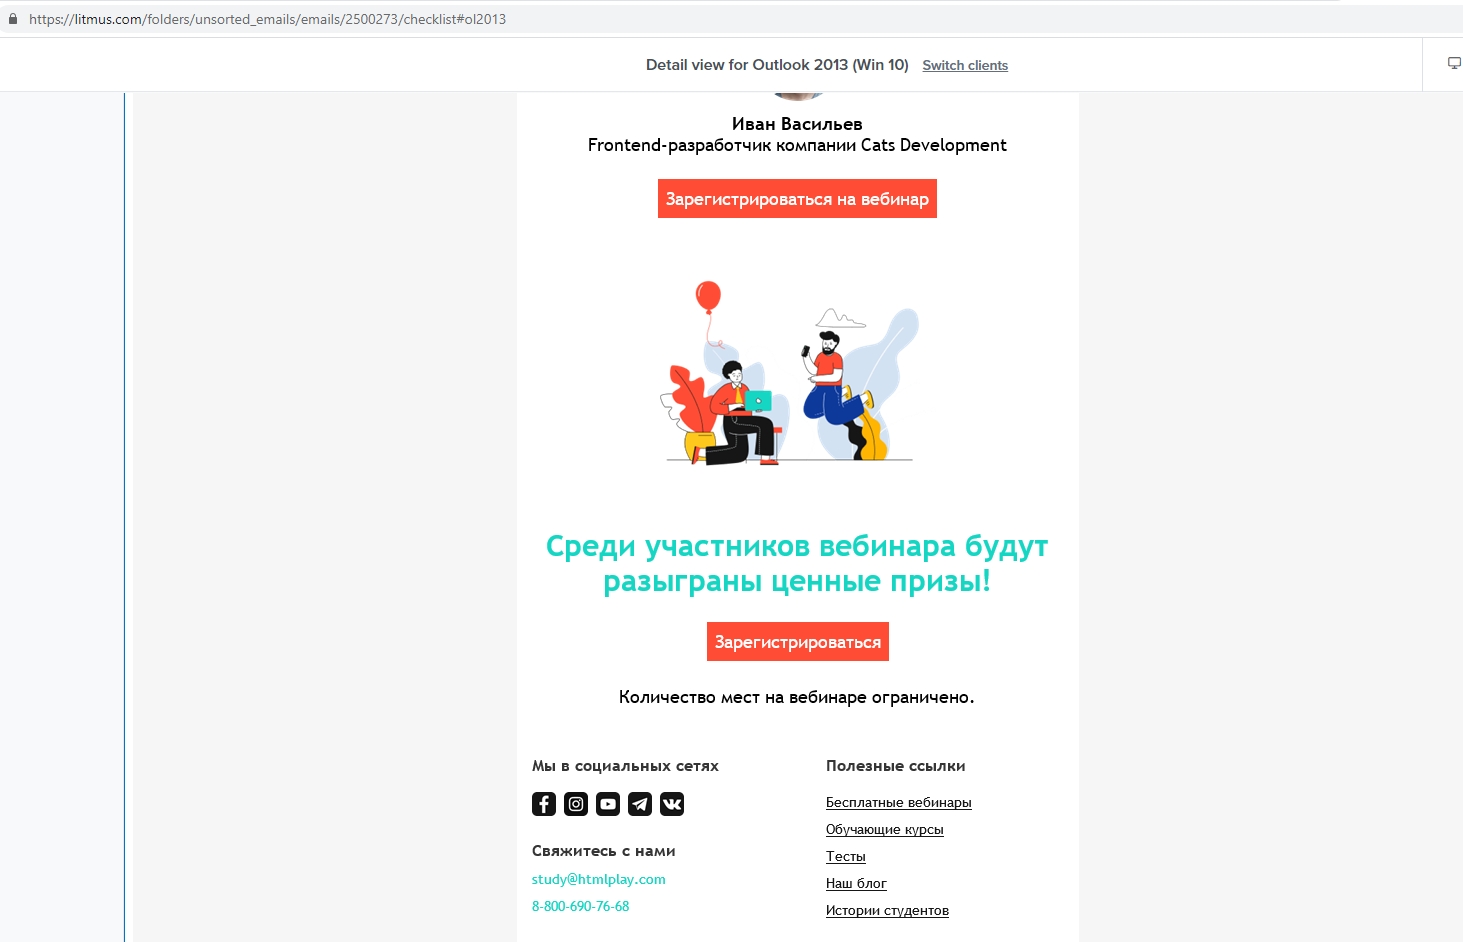 https://litmus.com/folders/unsorted_emails/emails/2500273/checklist#ol2013
Detail view for Outlook 2013 (Win 10) Switch clients
Иван Васильев
Frontend-разработчик компании Cats Development
Зарегистрироваться на вебинар
Среди участников вебинара будут
разыграны ценные призы!
Зарегистрироваться
Количество мест на вебинаре ограничено.
Мы в социальных сетях
Свяжитесь с нами
study@htmlplay.com
8-800-690-76-68
Полезные ссылки
Бесплатные вебинары
Обучающие курсы
Тесты
Наш блог
Истории студентов